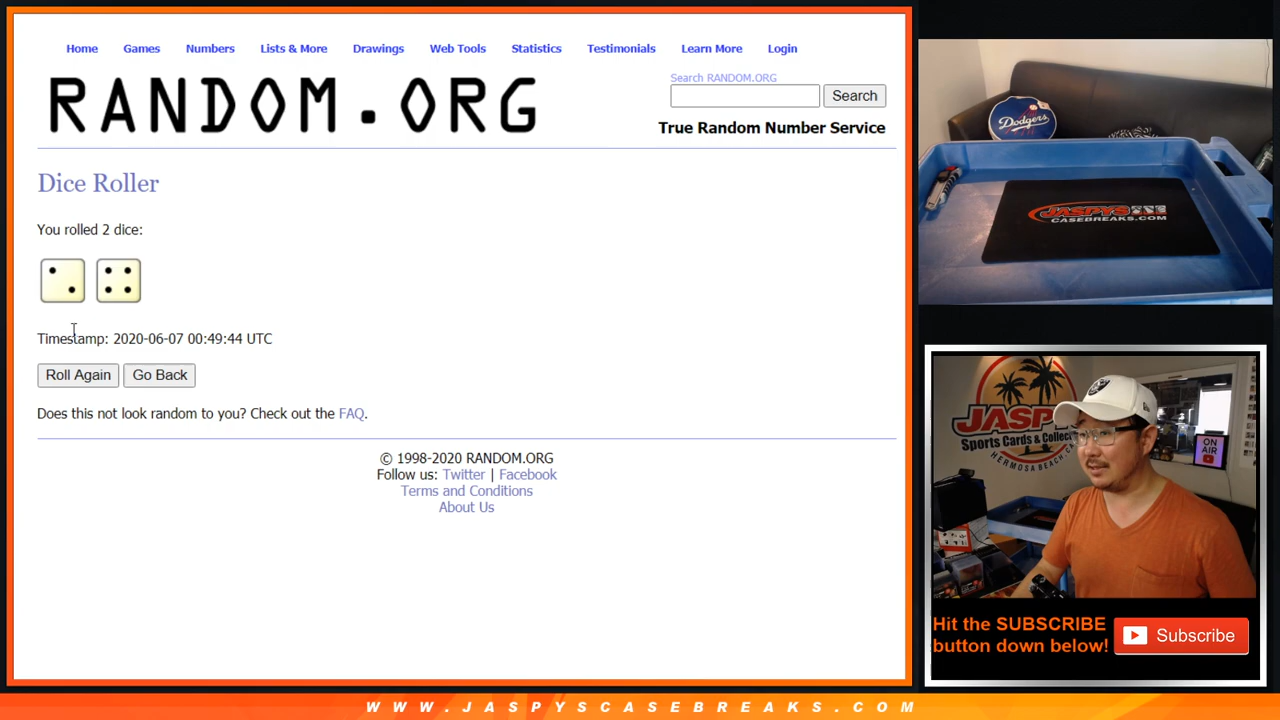 Home Games Numbers Lists & More Drawings Web Tools Statistics Testimonials Learn More Login
RANDOM.ORG
Search RANDOM.ORG
Search
True Random Number Service
Dice Roller
You rolled 2 dice:
Timestamp: 2020-06-07 00:49:44 UTC
Roll Again Go Back
Does this not look random to you? Check out the FAQ.
© 1998-2020 RANDOM.ORG
Follow us: Twitter | Facebook
Terms and Conditions
About Us
Dodgers
JASPYS
CASEBREAKS.COM
JASPYS
Sports Cards & Collec
HERMOSA BEACH, CA
ON
AIR
Hit the SUBSCRIBE
button down below!
Subscribe
WWW.JASPYSCASEBREAKS.COM